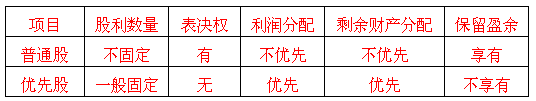 项目 股利数量 表决权 利润分配 剩余财产分配 保留盈余
普通股 不固定 有 不优先 不优先 享有
优先股 一般固定 无 优先 优先 不享有